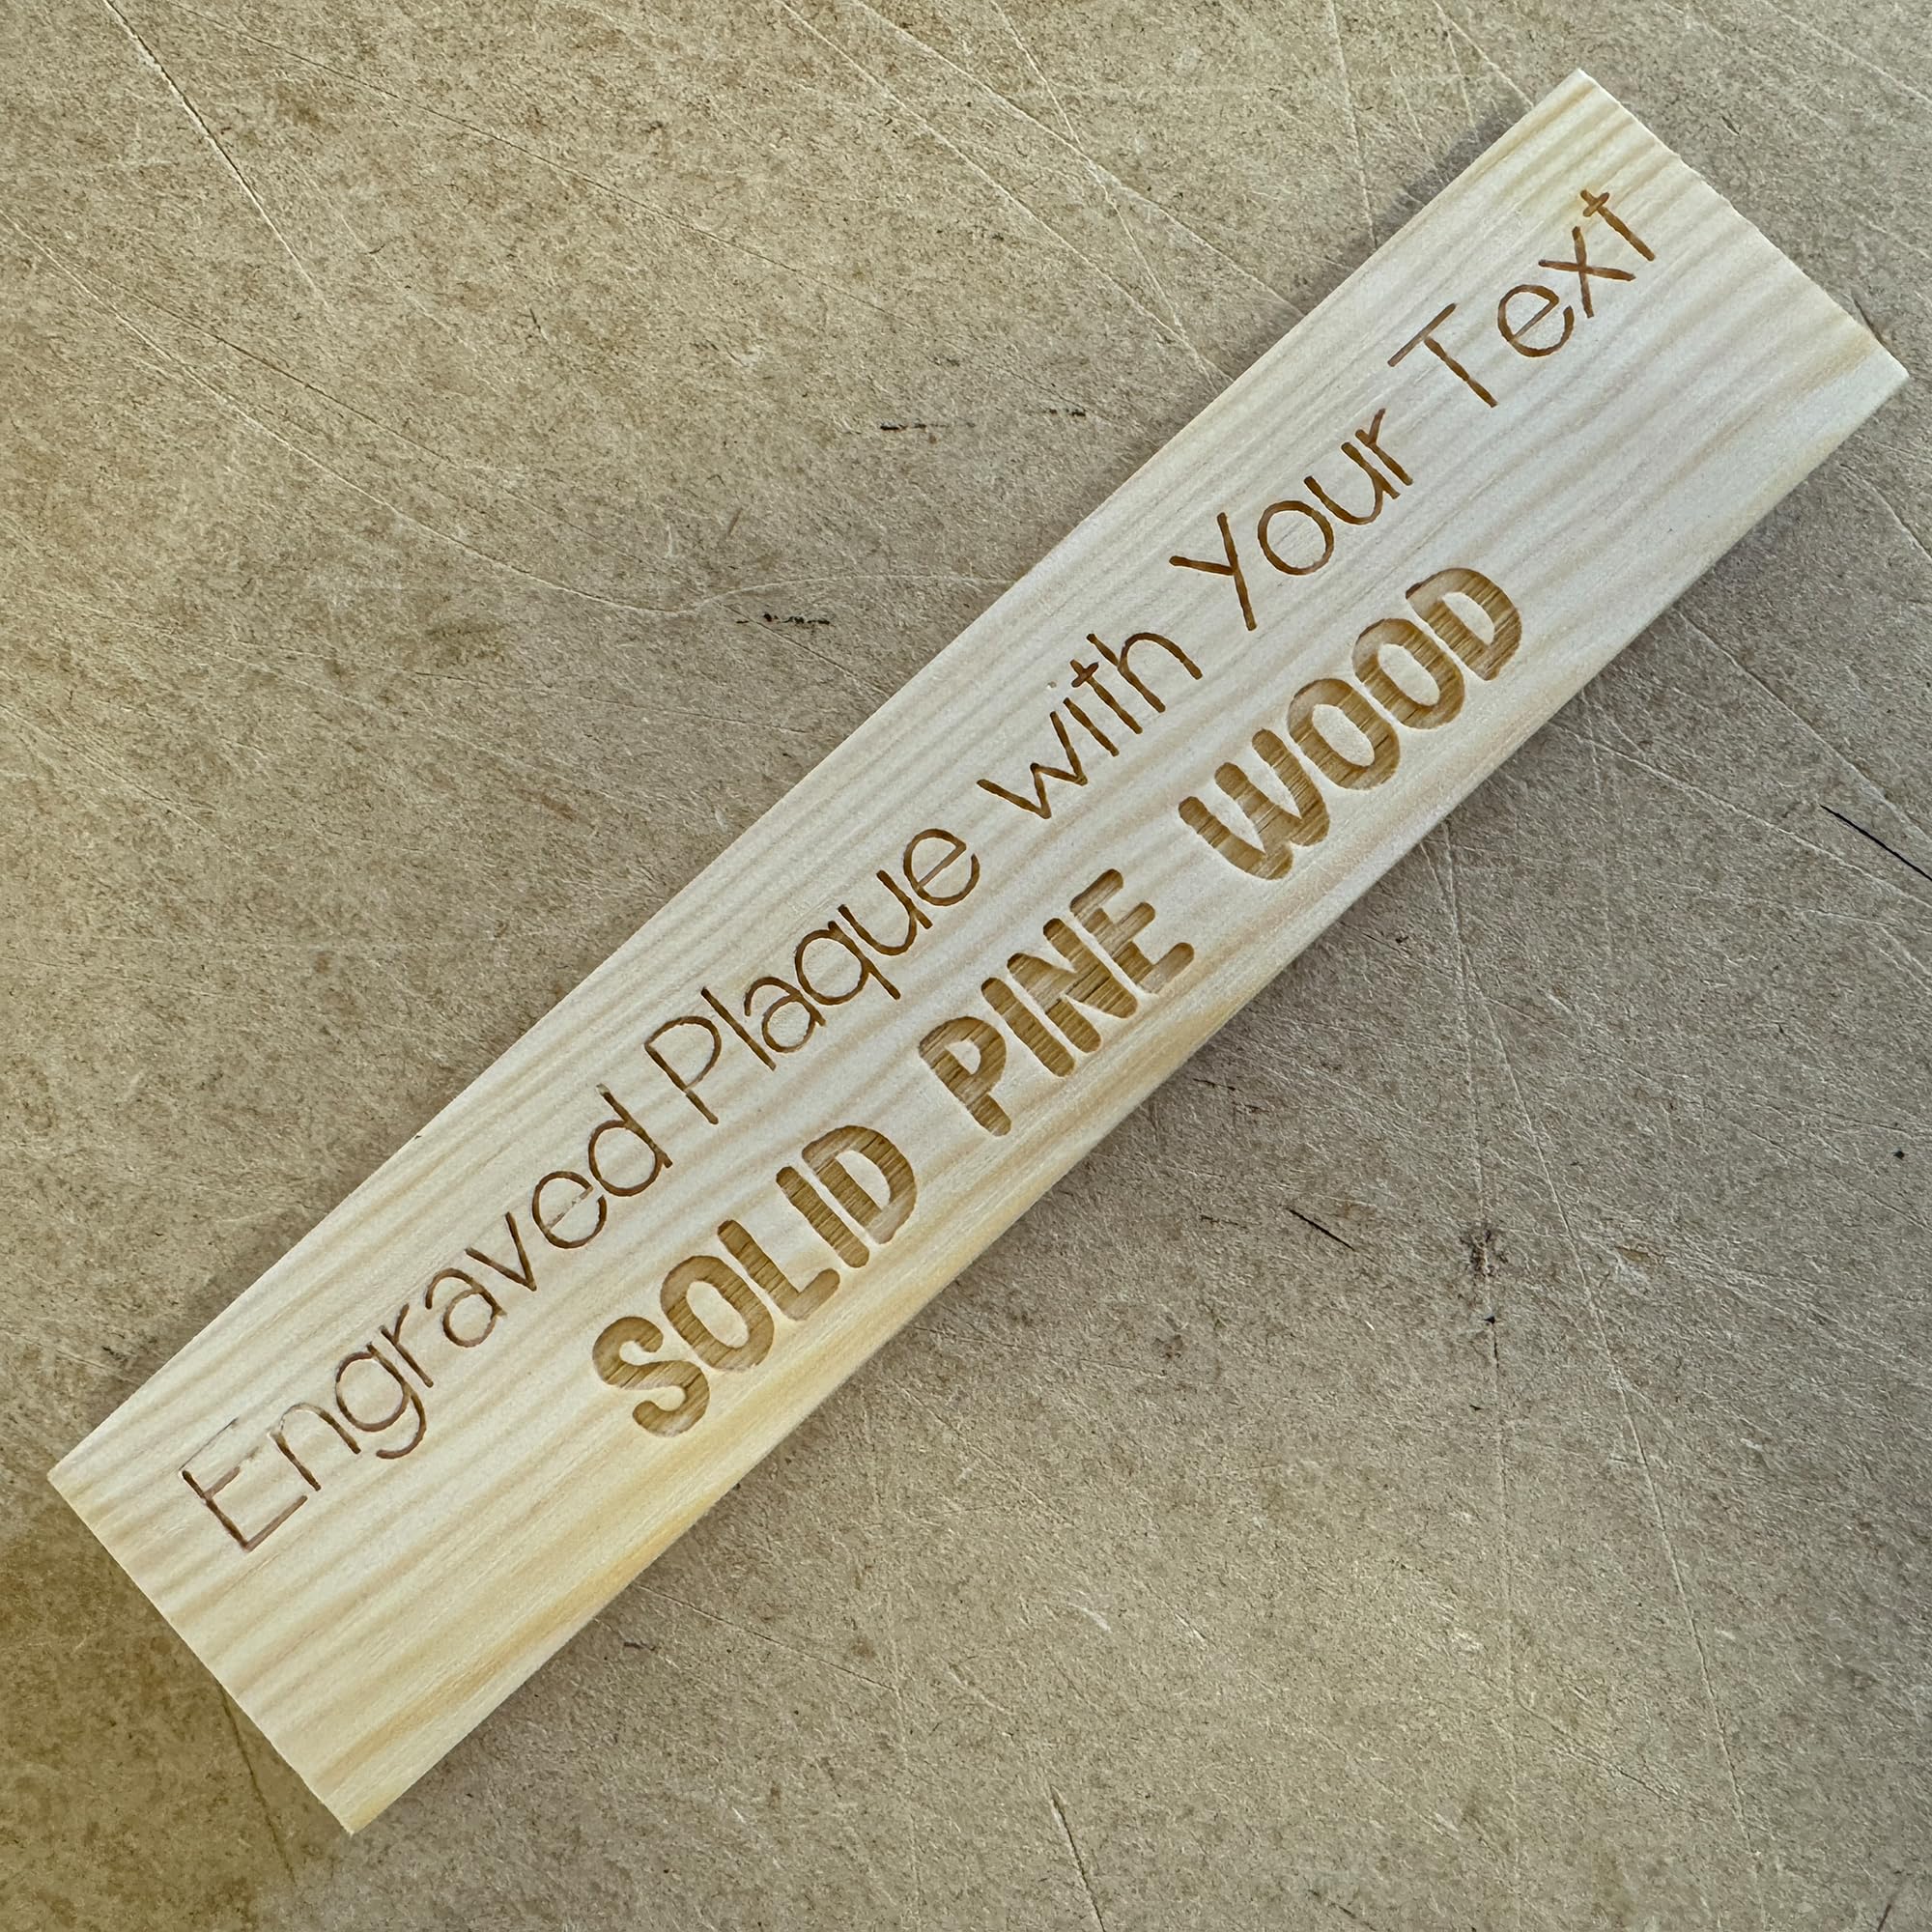 Engraved Plaque with Your Text
SOLID PINE WOOD